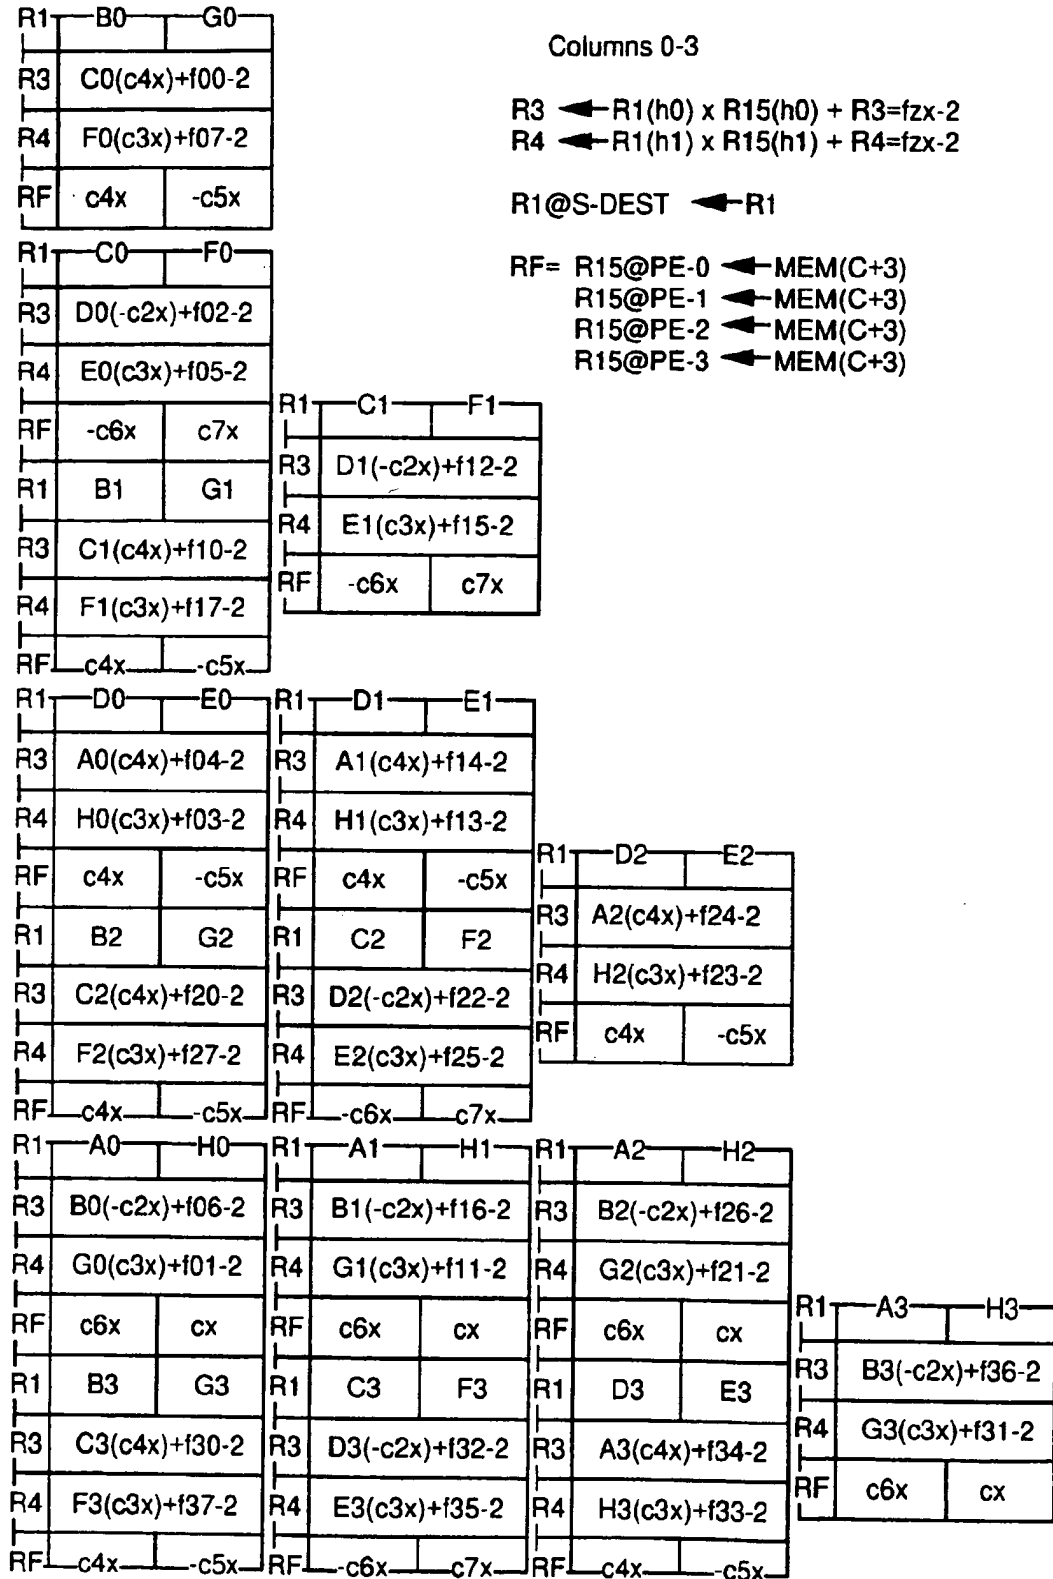 Columns 0-3
R3 ← R1(h0) x R15(h0) + R3=fzx-2
R4 ← R1(h1) x R15(h1) + R4=fzx-2
R1@S-DEST ← R1
RF= R15@PE-0 ← MEM(C+3)
R15@PE-1 ← MEM(C+3)
R15@PE-2 ← MEM(C+3)
R15@PE-3 ← MEM(C+3)
R1 B0 G0
R3 C0(c4x)+f00-2
R4 F0(c3x)+f07-2
RF c4x -c5x
R1 C0 F0
R3 D0(-c2x)+f02-2
R4 E0(c3x)+f05-2
RF -c6x c7x
R1 B1 G1
R3 C1(c4x)+f10-2
R4 F1(c3x)+f17-2
RF c4x -c5x
R1 C1 F1
R3 D1(-c2x)+f12-2
R4 E1(c3x)+f15-2
RF -c6x c7x
R1 D0 E0
R3 A0(c4x)+f04-2
R4 H0(c3x)+f03-2
RF c4x -c5x
R1 B2 G2
R3 C2(c4x)+f20-2
R4 F2(c3x)+f27-2
RF c4x -c5x
R1 D1 E1
R3 A1(c4x)+f14-2
R4 H1(c3x)+f13-2
RF c4x -c5x
R1 C2 F2
R3 D2(-c2x)+f22-2
R4 E2(c3x)+f25-2
RF -c6x c7x
R1 D2 E2
R3 A2(c4x)+f24-2
R4 H2(c3x)+f23-2
RF c4x -c5x
R1 A0 H0
R3 B0(-c2x)+f06-2
R4 G0(c3x)+f01-2
RF c6x cx
R1 B3 G3
R3 C3(c4x)+f30-2
R4 F3(c3x)+f37-2
RF c4x -c5x
R1 A1 H1
R3 B1(-c2x)+f16-2
R4 G1(c3x)+f11-2
RF c6x cx
R1 C3 F3
R3 D3(-c2x)+f32-2
R4 E3(c3x)+f35-2
RF -c6x c7x
R1 A2 H2
R3 B2(-c2x)+f26-2
R4 G2(c3x)+f21-2
RF c6x cx
R1 D3 E3
R3 A3(c4x)+f34-2
R4 H3(c3x)+f33-2
RF c4x -c5x
R1 A3 H3
R3 B3(-c2x)+f36-2
R4 G3(c3x)+f31-2
RF c6x cx